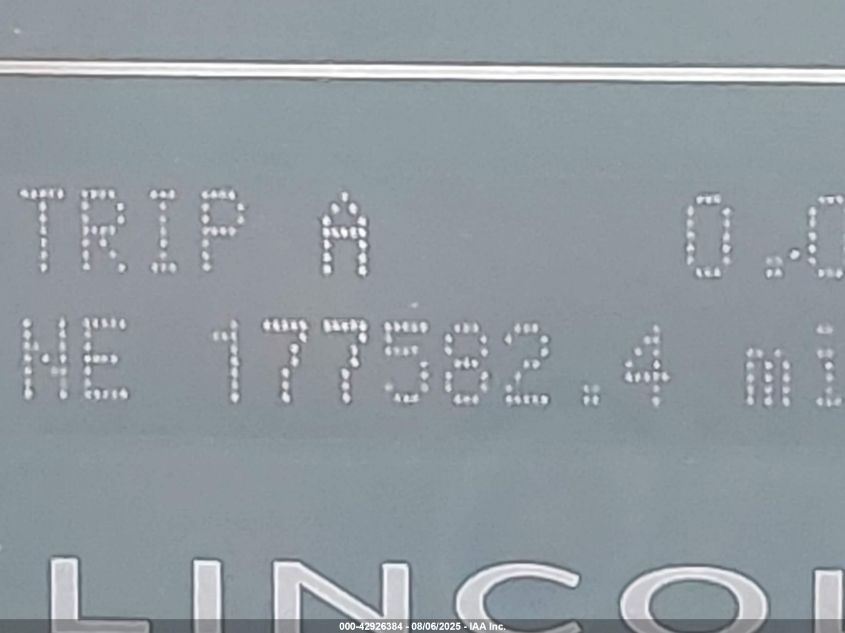 TRIP A 0.0
NE 177582.4 mi
LINCOL
000-42926384 - 08/06/2025 - IAA Inc.